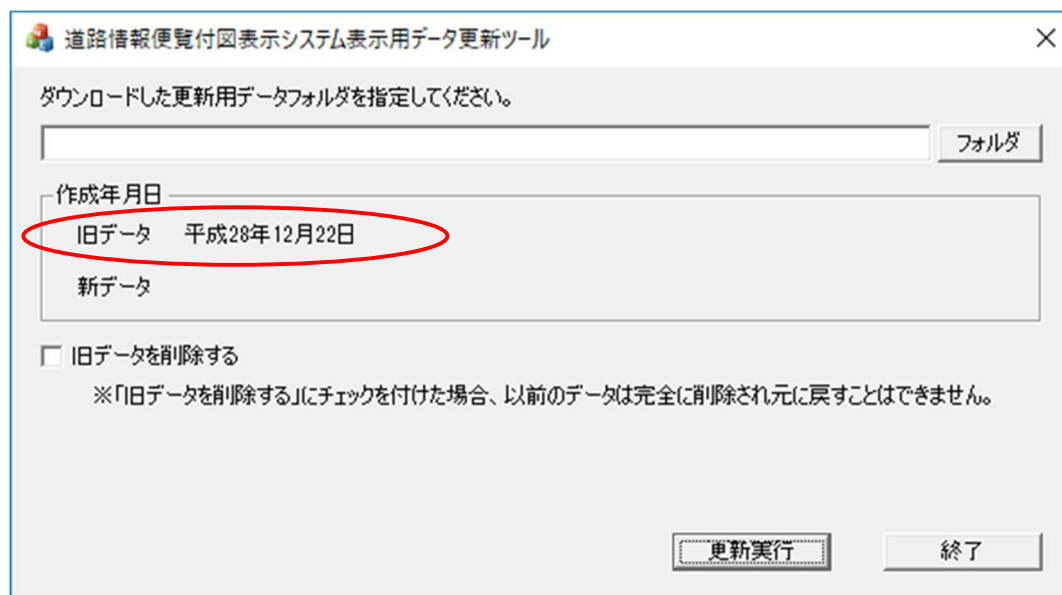 道路情報便覧付図表示システム表示用データ更新ツール
ダウンロードした更新用データフォルダを指定してください。
フォルダ
作成年月日
旧データ 平成28年12月22日
新データ
旧データを削除する
※「旧データを削除する」にチェックを付けた場合、以前のデータは完全に削除され元に戻すことはできません。
更新実行 終了